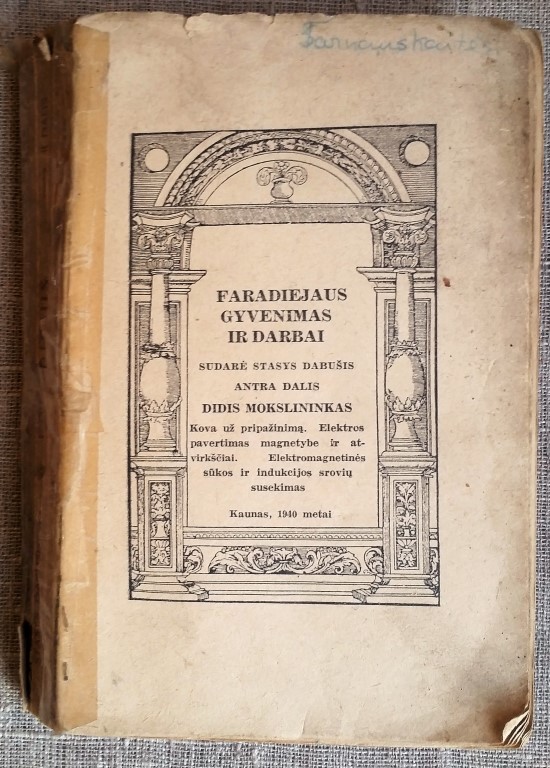 FARADIEJAUS
GYVENIMAS
IR DARBAI
SUDARĖ STASYS DABUŠIS
ANTRA DALIS
DIDIS MOKSLININKAS
Kova už pripažinimą. Elektros
pavertimas magnetybe ir at-
virkščiai. Elektromagnetinės
sūkos ir indukcijos srovių
susekimas
Kaunas, 1940 metai